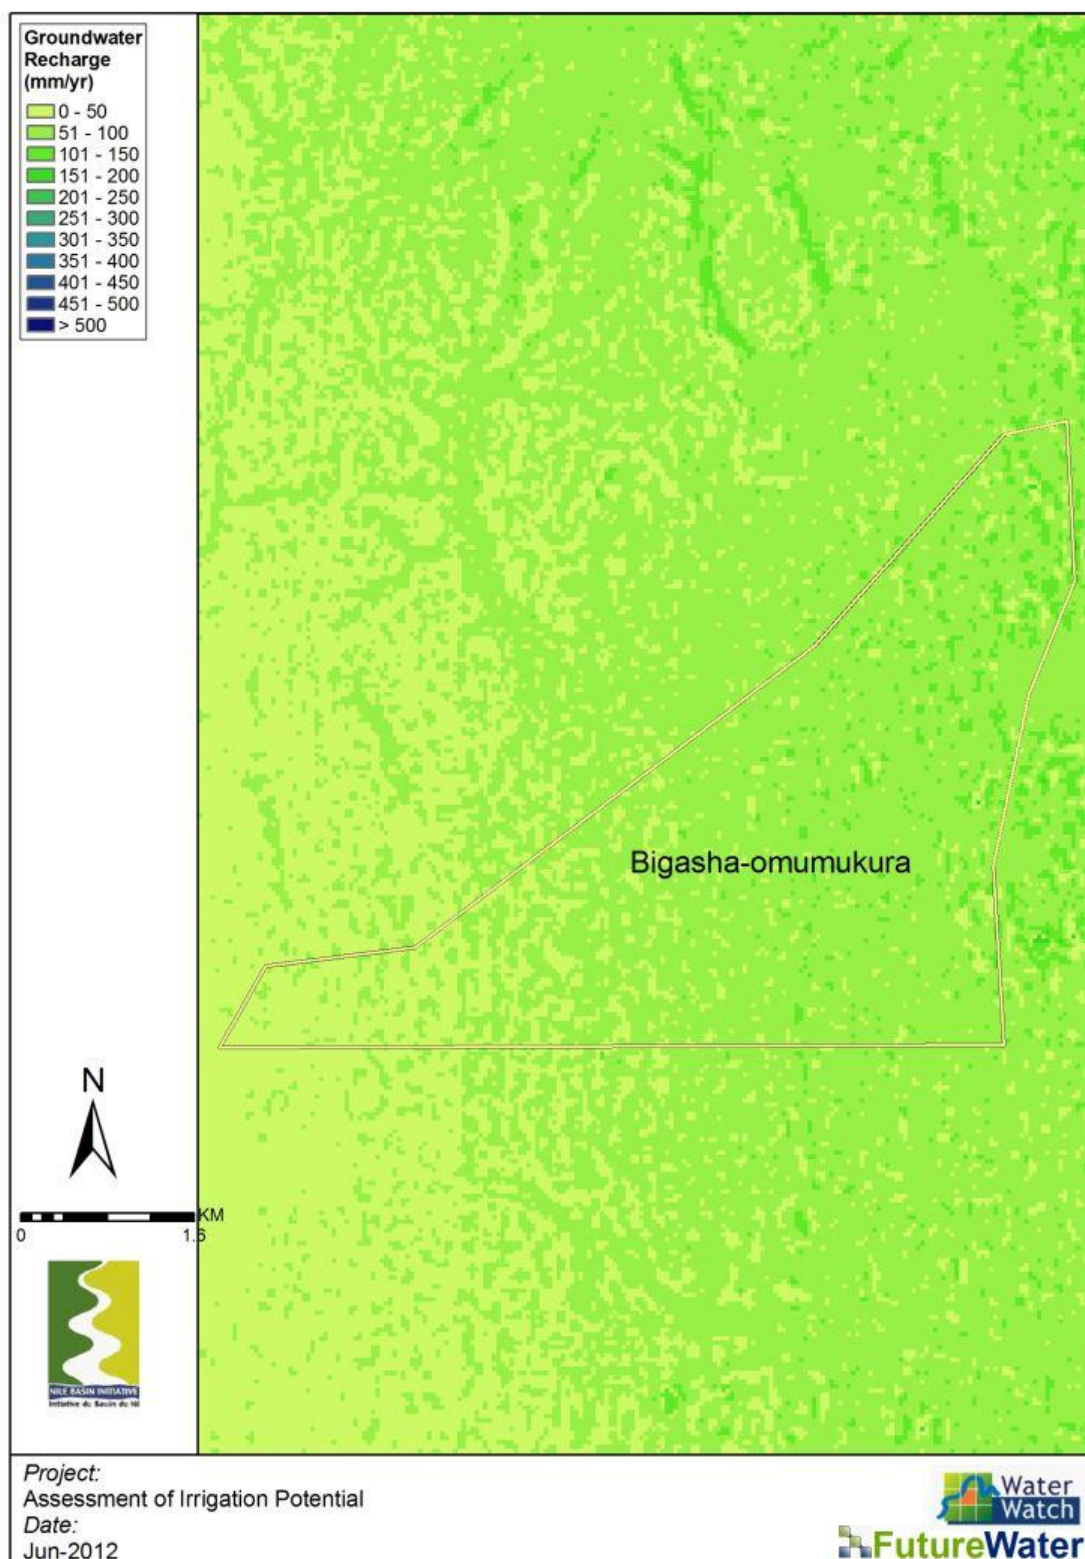 Groundwater
Recharge
(mm/yr)
0 - 50
51 - 100
101 - 150
151 - 200
201 - 250
251 - 300
301 - 350
351 - 400
401 - 450
451 - 500
> 500
Bigasha-omumukura
N
KM
0 1.5
NILE BASIN INITIATIVE
Initiative du Bassin du Nil
Project:
Assessment of Irrigation Potential
Date:
Jun-2012
Water
Watch
FutureWater